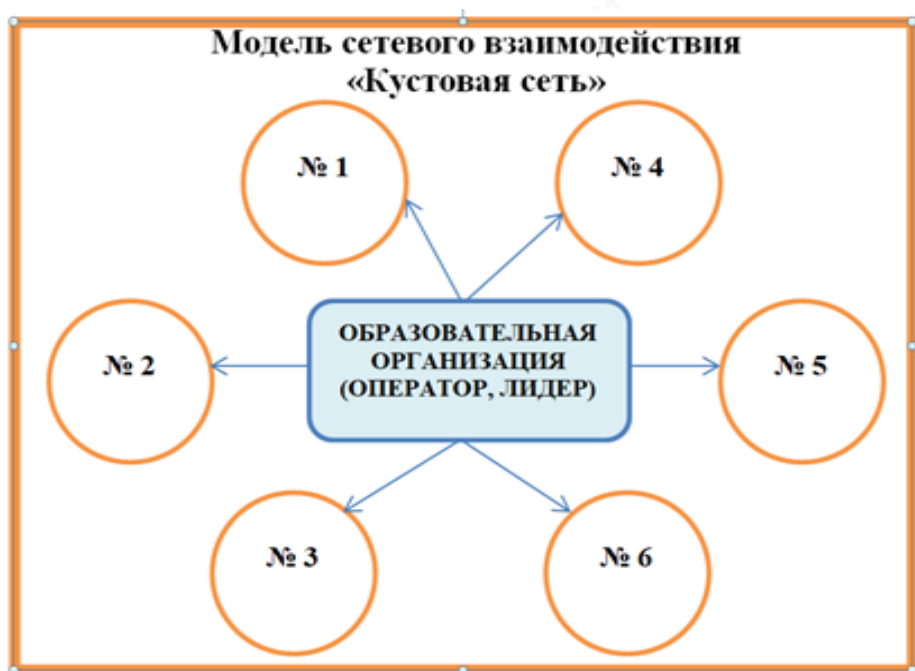 Модель сетевого взаимодействия
«Кустовая сеть»
№ 1
№ 4
ОБРАЗОВАТЕЛЬНАЯ
ОРГАНИЗАЦИЯ
(ОПЕРАТОР, ЛИДЕР)
№ 2
№ 5
№ 3
№ 6